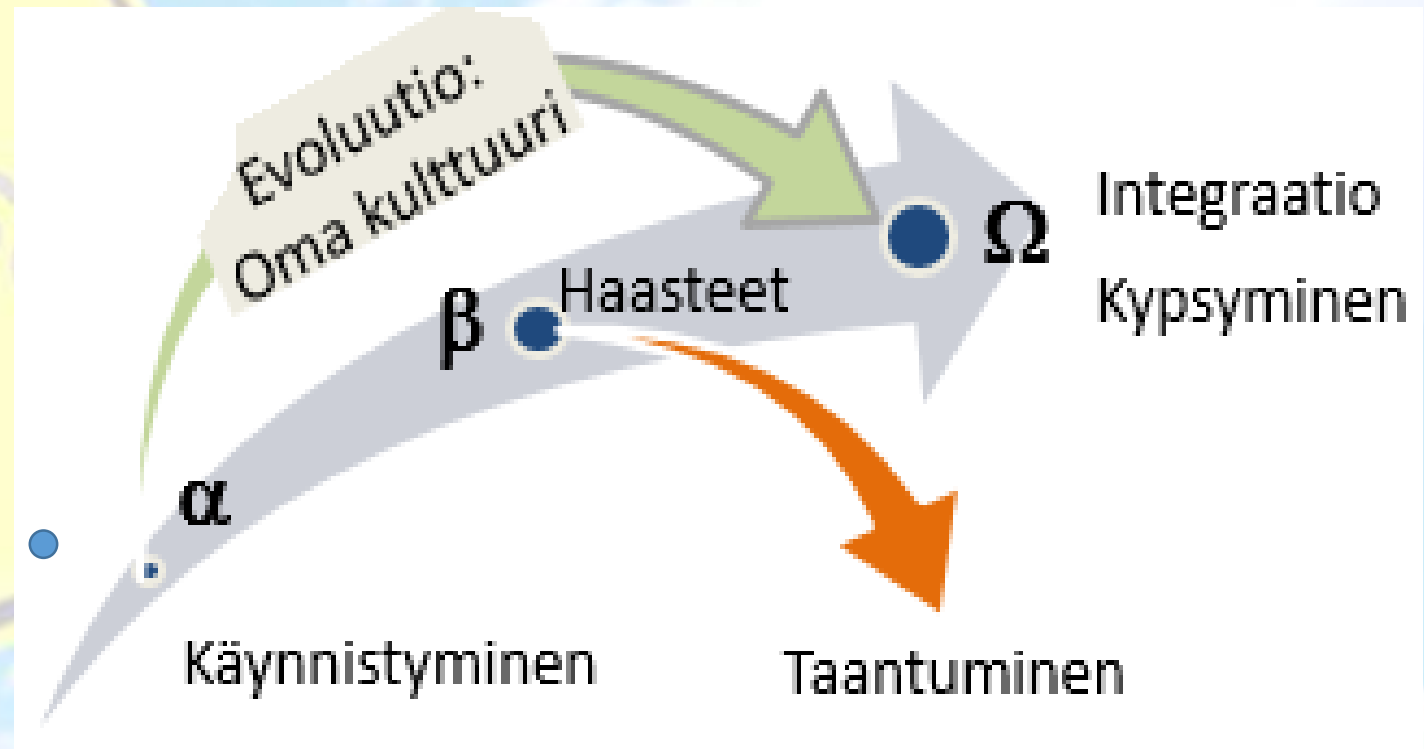 Evoluutio:
Oma kulttuuri
Integraatio
Ω
Kypsyminen
Haasteet
β
α
Käynnistyminen
Taantuminen